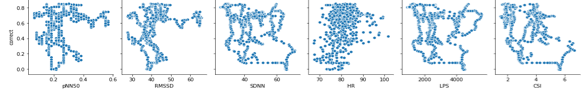 correct
0.8
0.6
0.4
0.2
0.0
0.2 0.4 0.6
pNN50
30 40 50 60
RMSSD
40 60
SDNN
70 80 90 100
HR
2000 4000
LPS
2 4 6
CSI